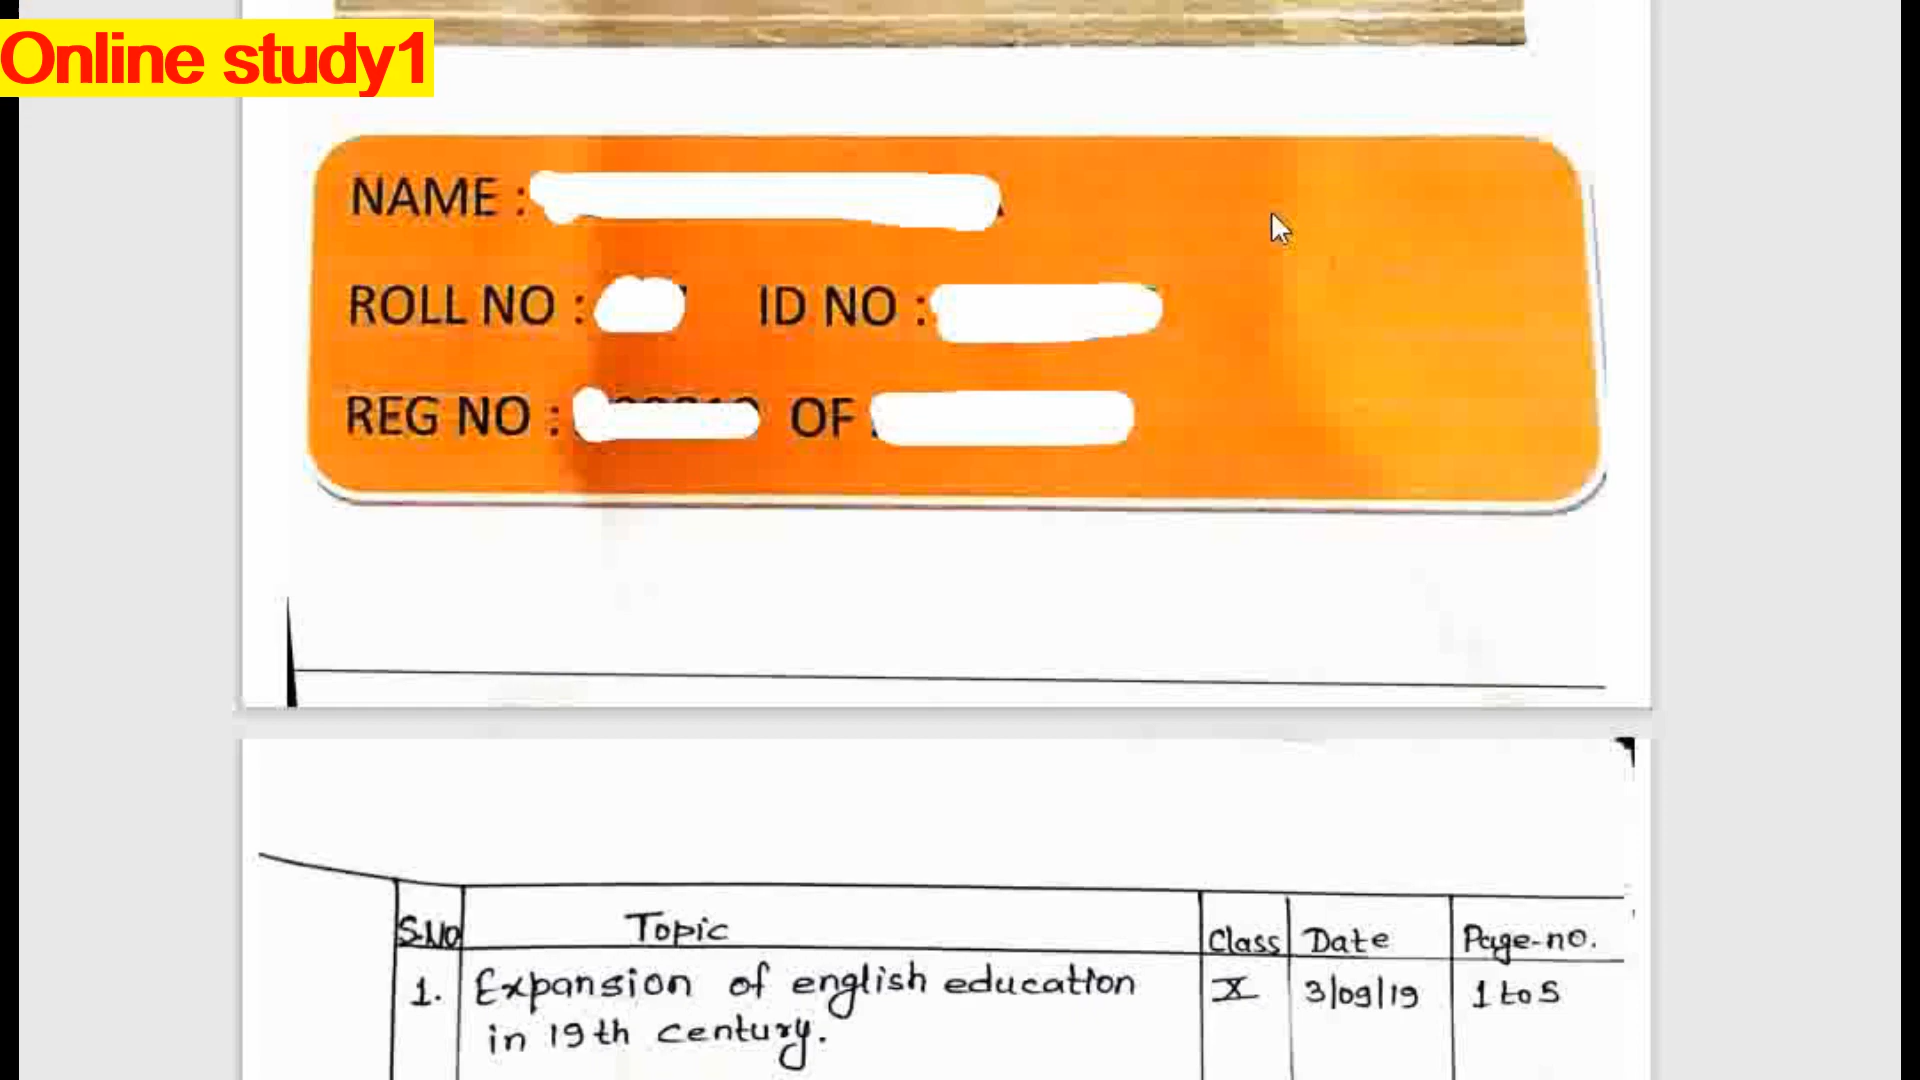 Online study1
NAME :
ROLL NO : ID NO :
REG NO : OF
S.No Topic Class Date Page-no.
1. Expansion of english education X 3/09/19 1 to 5
in 19th century.